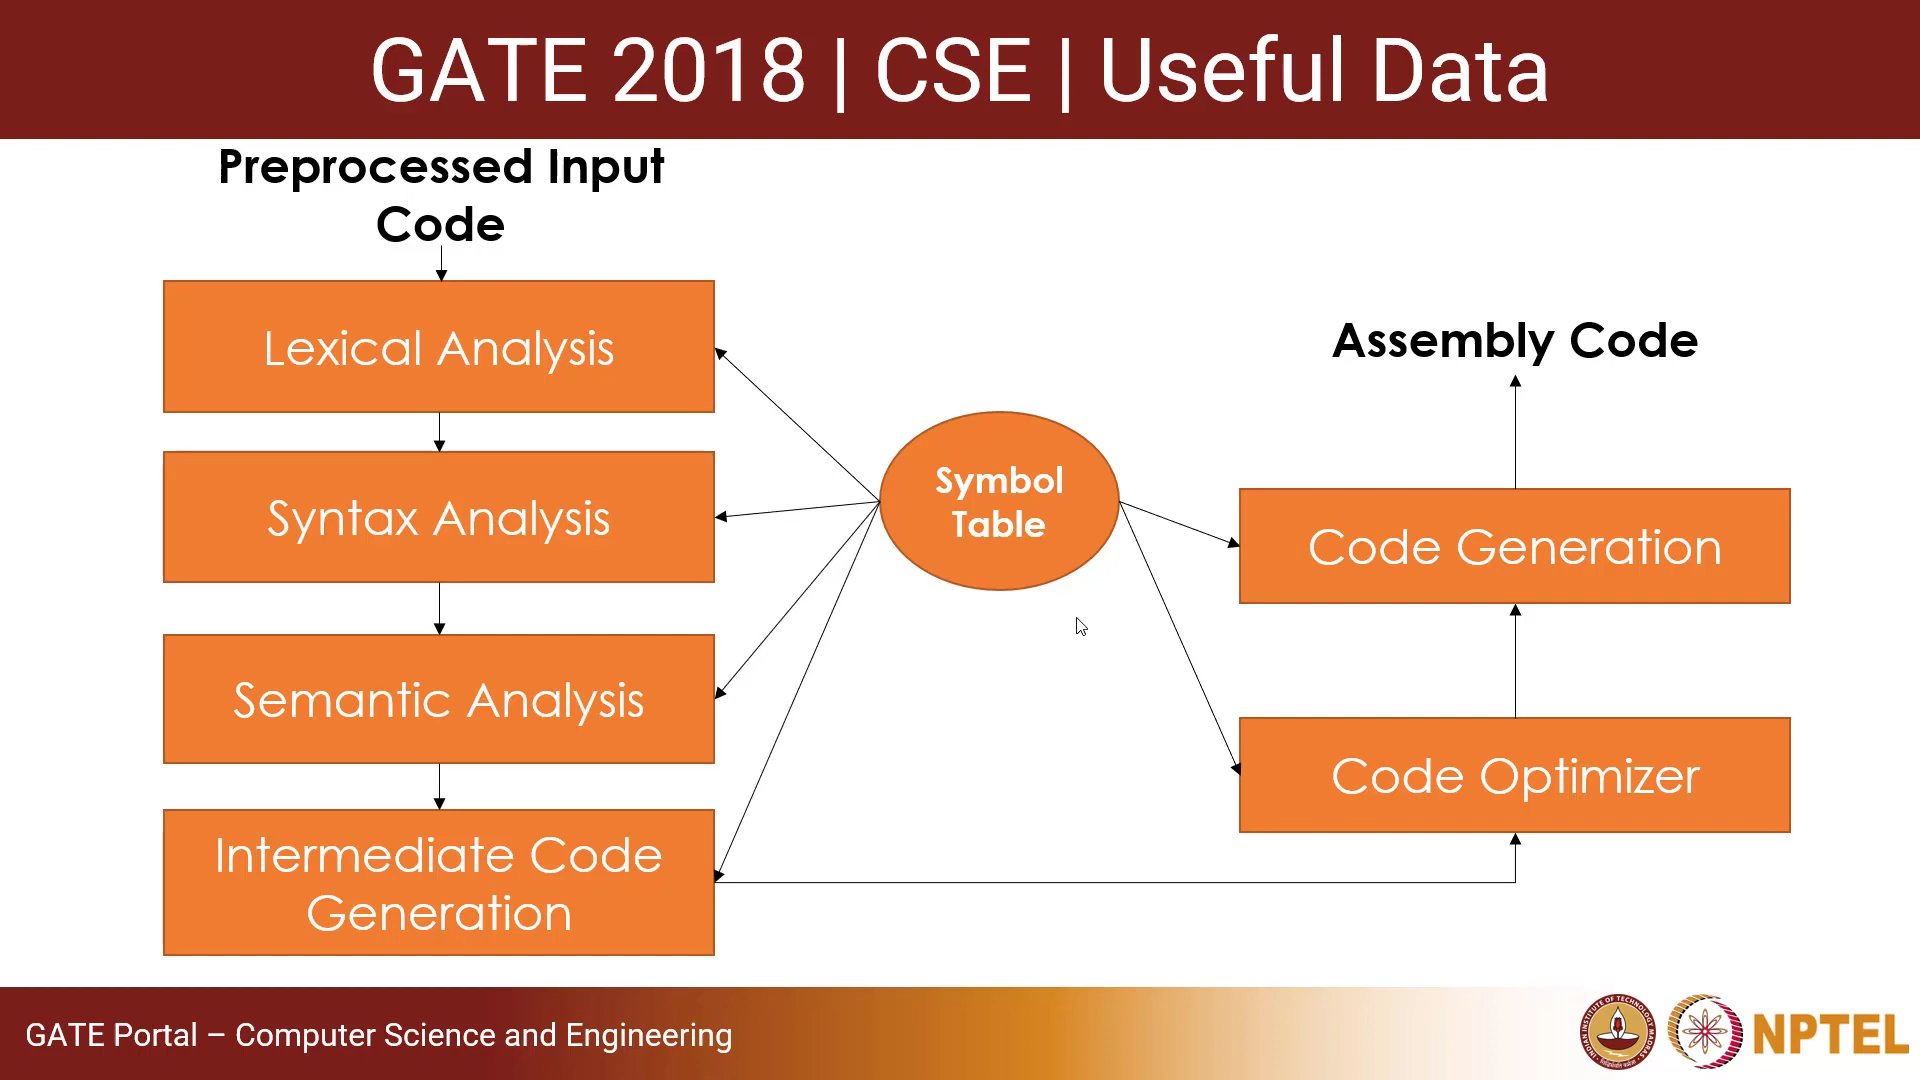 GATE 2018 | CSE | Useful Data
Preprocessed Input
Code
Lexical Analysis
Syntax Analysis
Semantic Analysis
Intermediate Code
Generation
Symbol
Table
Assembly Code
Code Generation
Code Optimizer
GATE Portal – Computer Science and Engineering
NPTEL